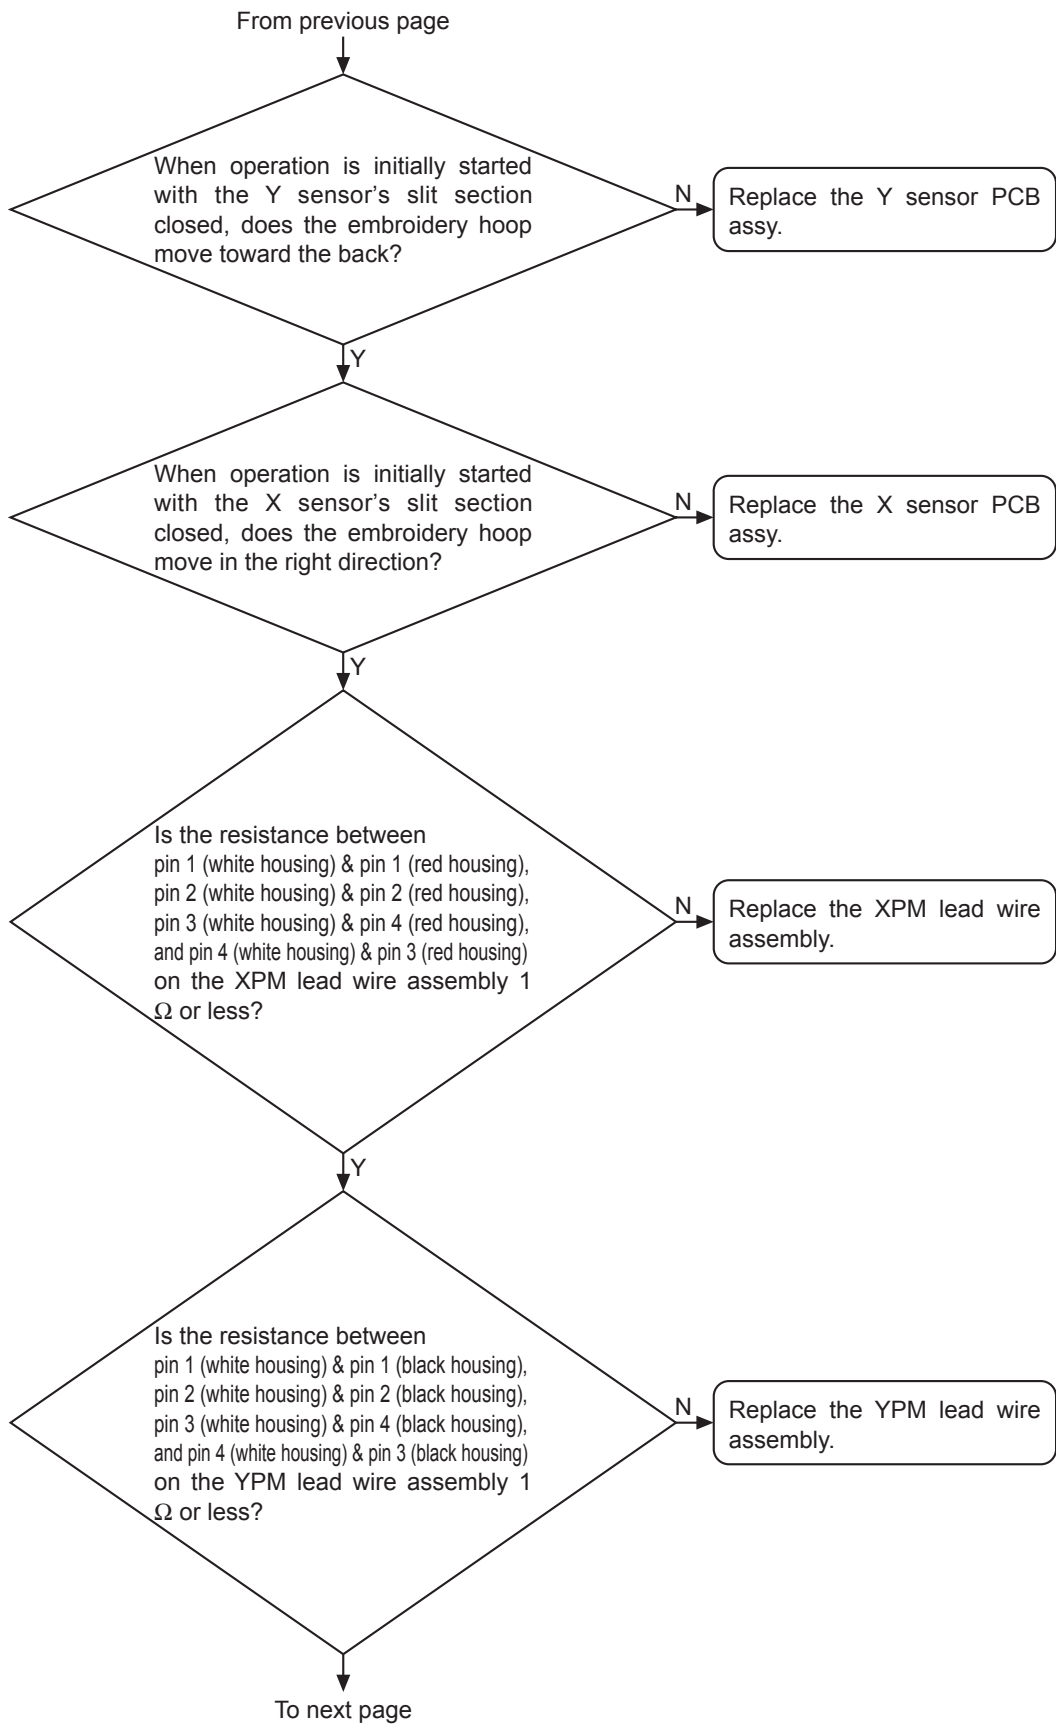 From previous page
When operation is initially started
with the Y sensor’s slit section
closed, does the embroidery hoop
move toward the back?
N
Replace the Y sensor PCB
assy.
Y
When operation is initially started
with the X sensor’s slit section
closed, does the embroidery hoop
move in the right direction?
N
Replace the X sensor PCB
assy.
Y
Is the resistance between
pin 1 (white housing) & pin 1 (red housing),
pin 2 (white housing) & pin 2 (red housing),
pin 3 (white housing) & pin 4 (red housing),
and pin 4 (white housing) & pin 3 (red housing)
on the XPM lead wire assembly 1
Ω or less?
N
Replace the XPM lead wire
assembly.
Y
Is the resistance between
pin 1 (white housing) & pin 1 (black housing),
pin 2 (white housing) & pin 2 (black housing),
pin 3 (white housing) & pin 4 (black housing),
and pin 4 (white housing) & pin 3 (black housing)
on the YPM lead wire assembly 1
Ω or less?
N
Replace the YPM lead wire
assembly.
To next page